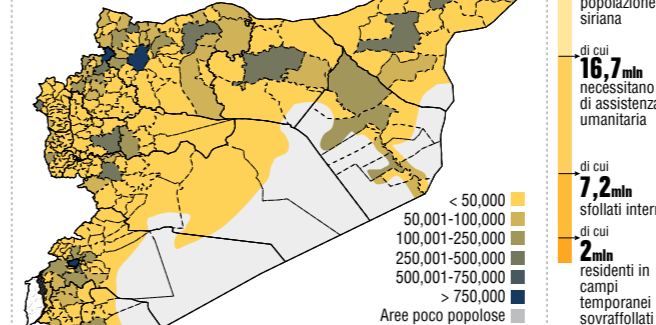 < 50,000
50,001-100,000
100,001-250,000
250,001-500,000
500,001-750,000
> 750,000
Aree poco popolose
popolazione
siriana
di cui
16,7mln
necessitano
di assistenza
umanitaria
di cui
7,2mln
sfollati intern
di cui
2mln
residenti in
campi
temporanei
sovraffollati